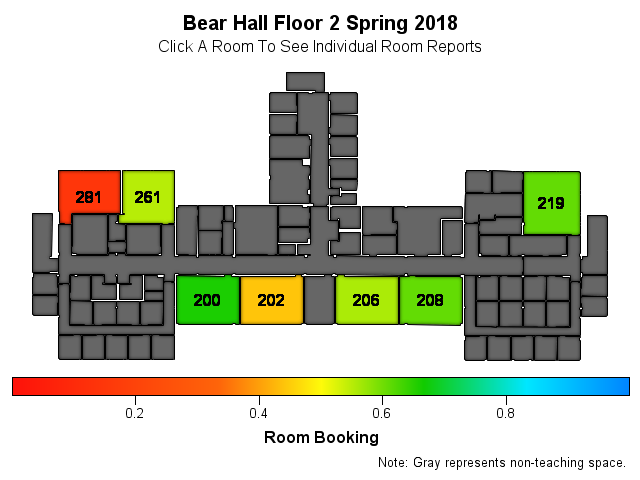 Bear Hall Floor 2 Spring 2018
Click A Room To See Individual Room Reports
261
219
200
202
206
208
0.2
0.4
0.6
0.8
Room Booking
Note: Gray represents non-teaching space.